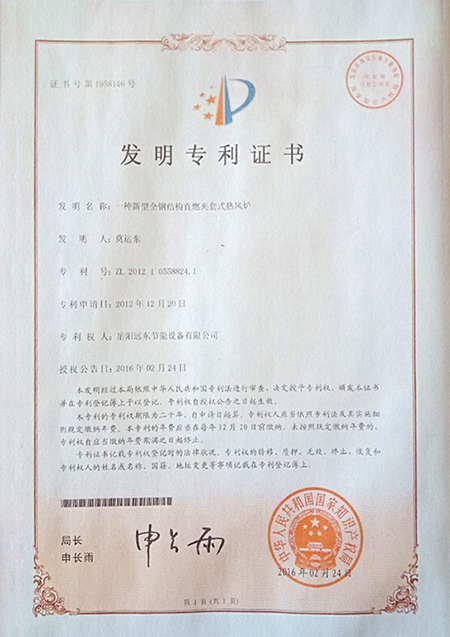 证书号第1958146号
发明专利证书
发明名称：一种新型全钢结构直燃夹套式热风炉
发明人：莫运东
专利号：ZL 2012 1 0558824.1
专利申请日：2012年12月20日
专利权人：岳阳远东节能设备有限公司
授权公告日：2016年02月24日
本发明经过本局依照中华人民共和国专利法进行审查，决定授予专利权，颁发本证书
并在专利登记簿上予以登记。专利权自授权公告之日起生效。
本专利的专利权期限为二十年，自申请日起算。专利权人应当依照专利法及其实施细
则规定缴纳年费。本专利的年费应当在每年12月20日前缴纳。未按照规定缴纳年费的，
专利权自应当缴纳年费期满之日起终止。
专利证书记载专利权登记时的法律状况。专利权的转移、质押、无效、终止、恢复和
专利权人的姓名或名称、国籍、地址变更等事项记载在专利登记簿上。
局长
申长雨
申长雨
中华人民共和国国家知识产权局
2016年02月24日
第1页（共1页）